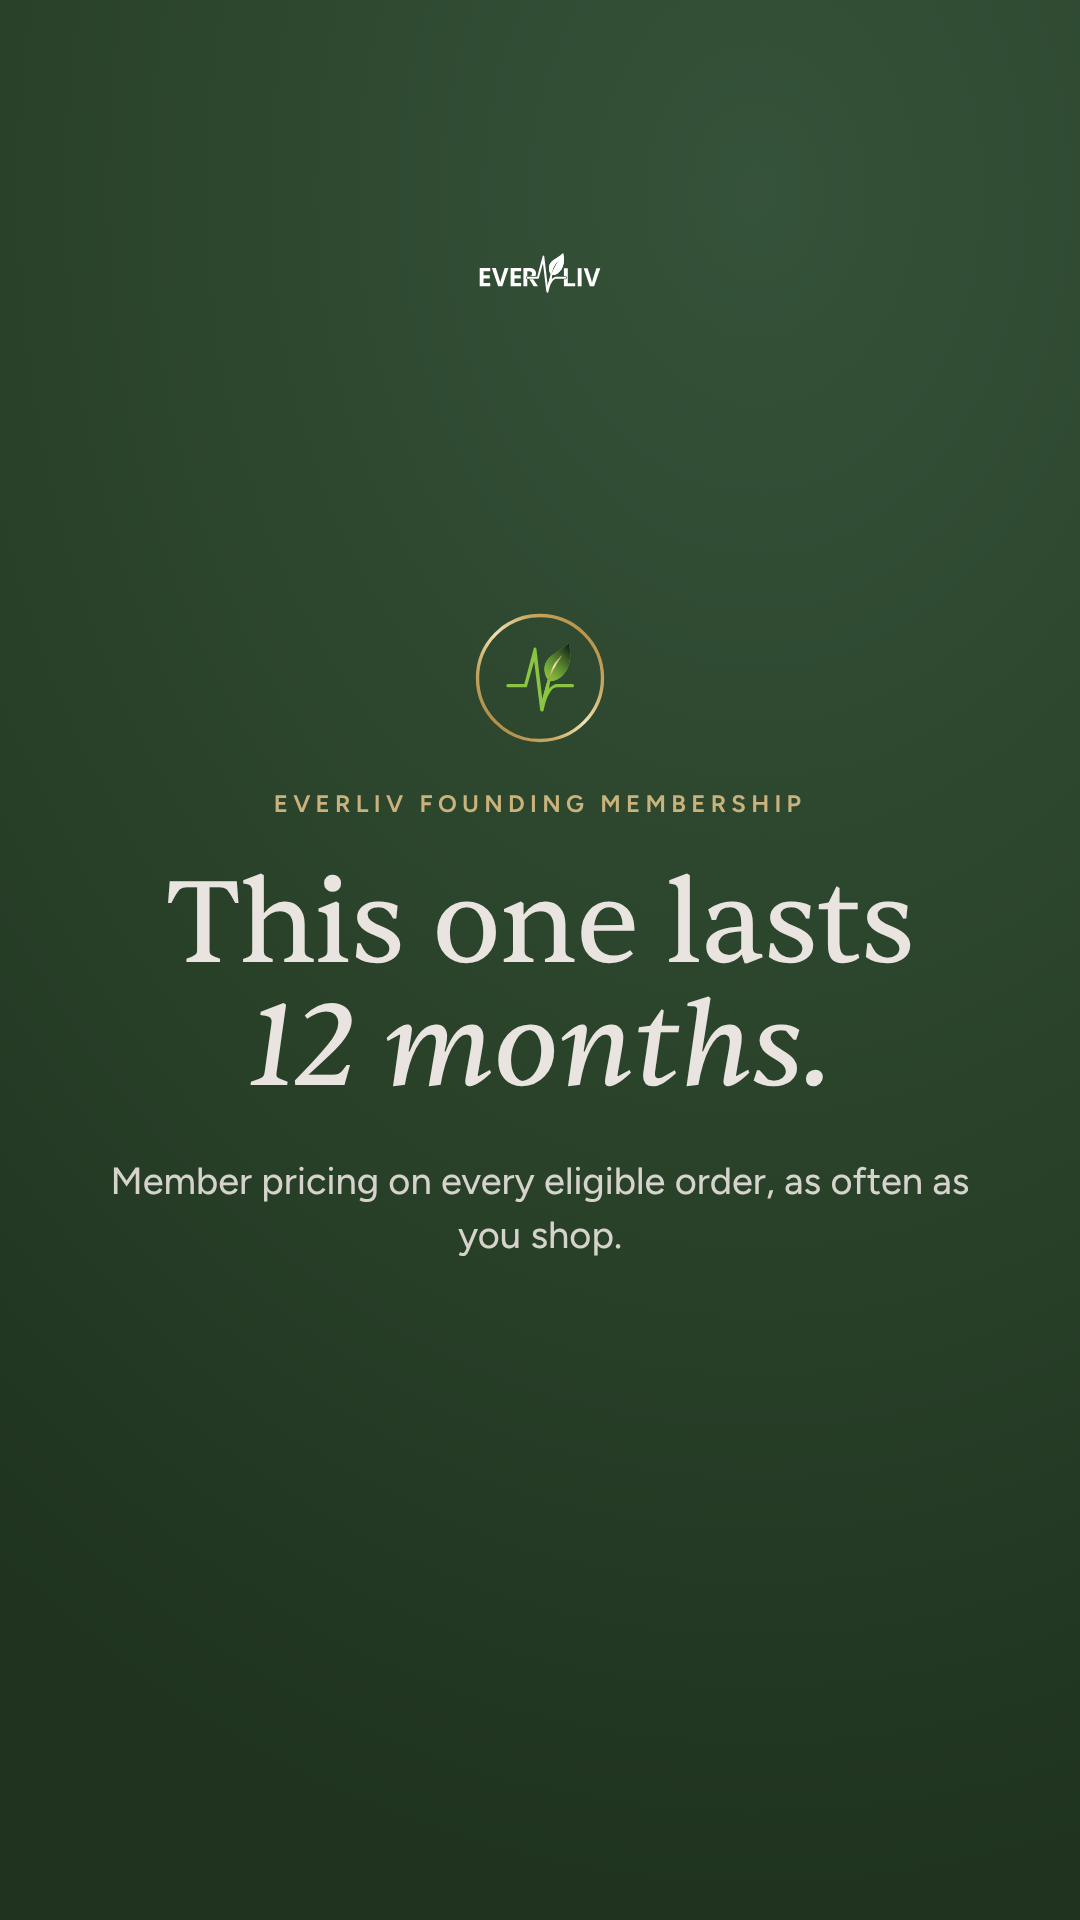 EVERLIV
EVERLIV FOUNDING MEMBERSHIP
This one lasts
12 months.
Member pricing on every eligible order, as often as
you shop.